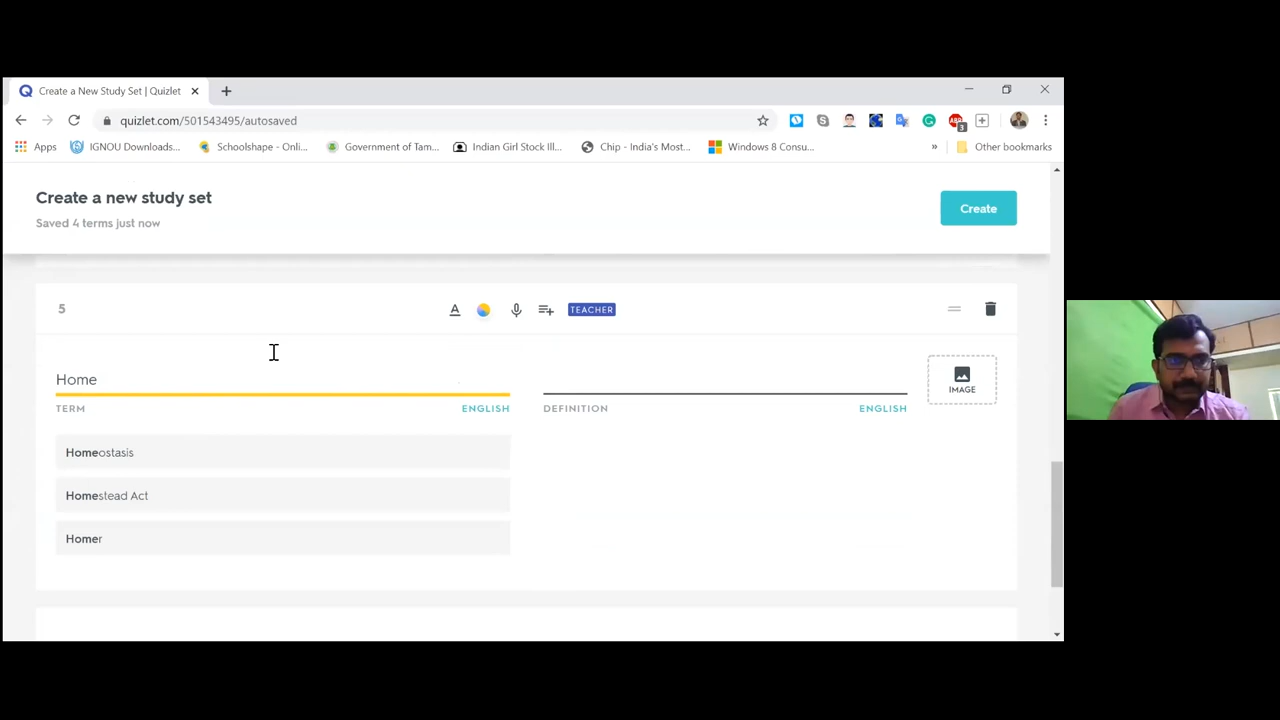 Create a New Study Set | Quizlet
quizlet.com/501543495/autosaved
3
Apps
IGNOU Downloads...
Schoolshape - Onli...
Government of Tam...
Indian Girl Stock Ill...
Chip - India's Most...
Windows 8 Consu...
»
Other bookmarks
Create a new study set
Saved 4 terms just now
Create
5
A
TEACHER
Home
IMAGE
TERM
ENGLISH
DEFINITION
ENGLISH
Homeostasis
Homestead Act
Homer